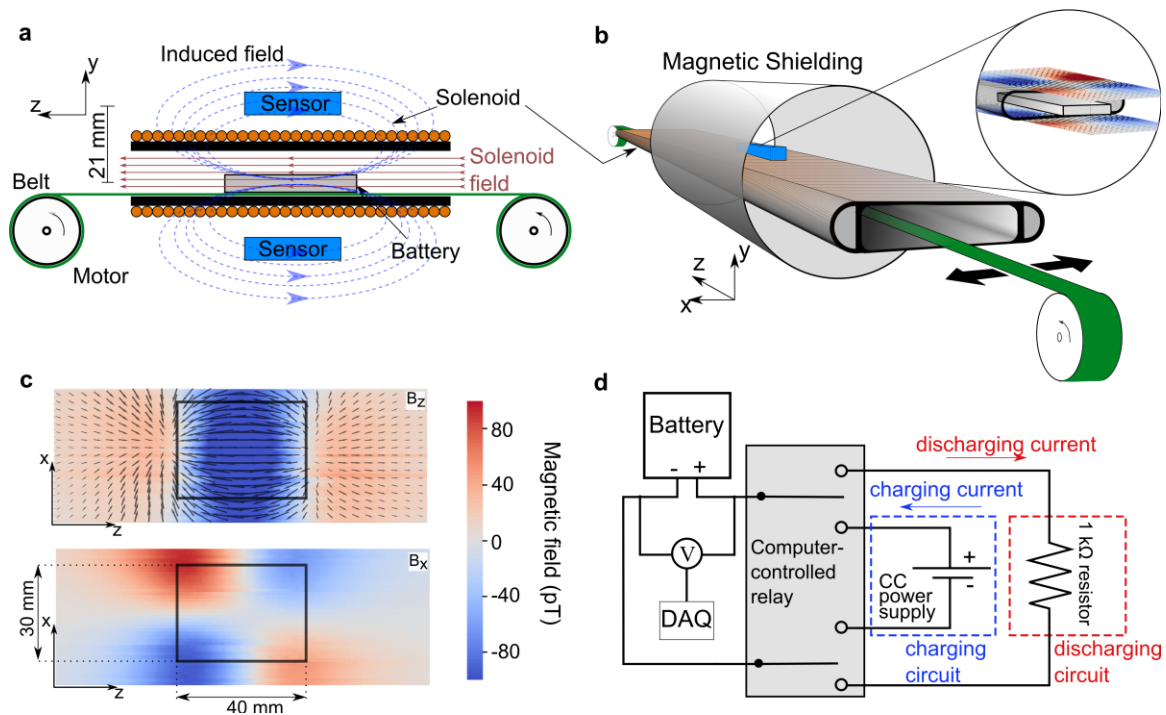 a
Induced field
y
z
21 mm
Sensor
Solenoid
Solenoid
field
Belt
Motor
Sensor
Battery
b
Magnetic Shielding
z
y
x
c
Bz
x
z
Bx
30 mm
x
z
40 mm
80
40
0
-40
-80
Magnetic field (pT)
d
Battery
- +
V
DAQ
Computer-
controlled
relay
discharging current
charging current
+
-
CC
power
supply
1 kΩ resistor
charging
circuit
discharging
circuit